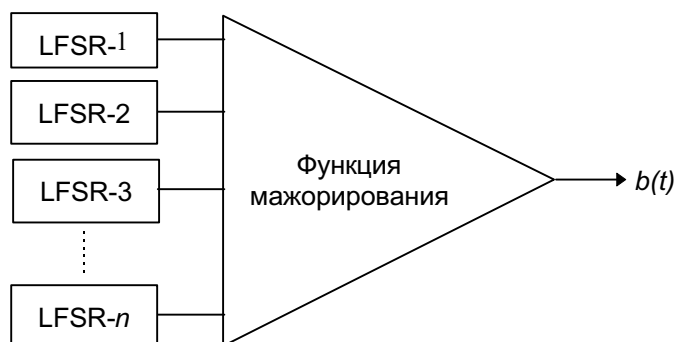 LFSR-1
LFSR-2
LFSR-3
LFSR-n
Функция
мажорирования
b(t)